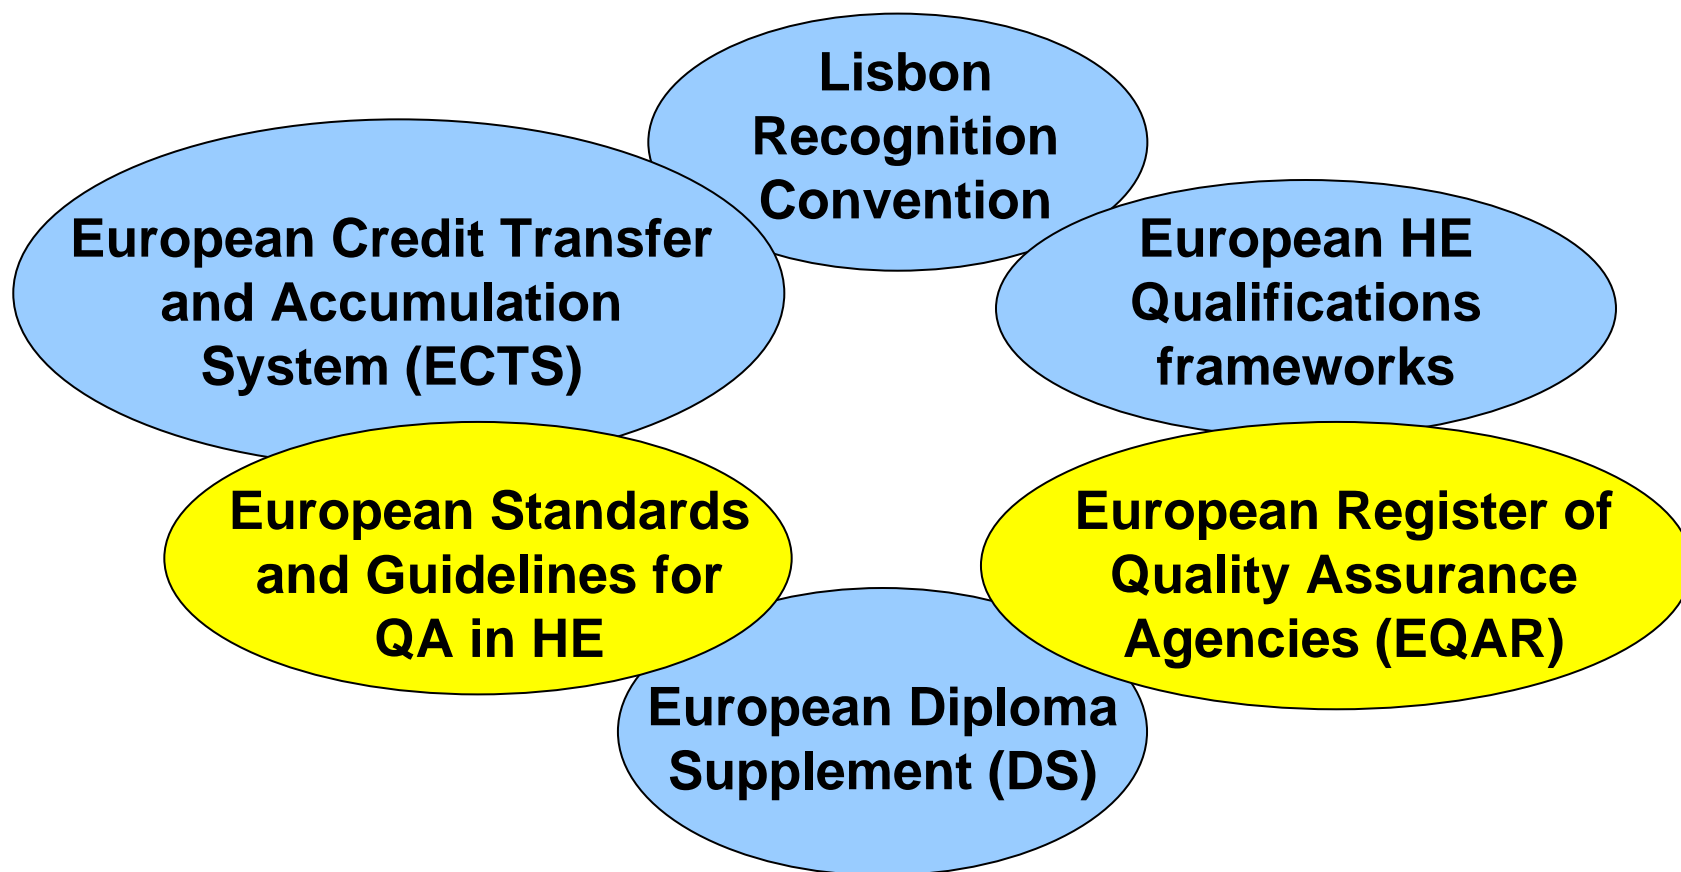 Lisbon
Recognition
Convention
European Credit Transfer
and Accumulation
System (ECTS)
European HE
Qualifications
frameworks
European Standards
and Guidelines for
QA in HE
European Register of
Quality Assurance
Agencies (EQAR)
European Diploma
Supplement (DS)